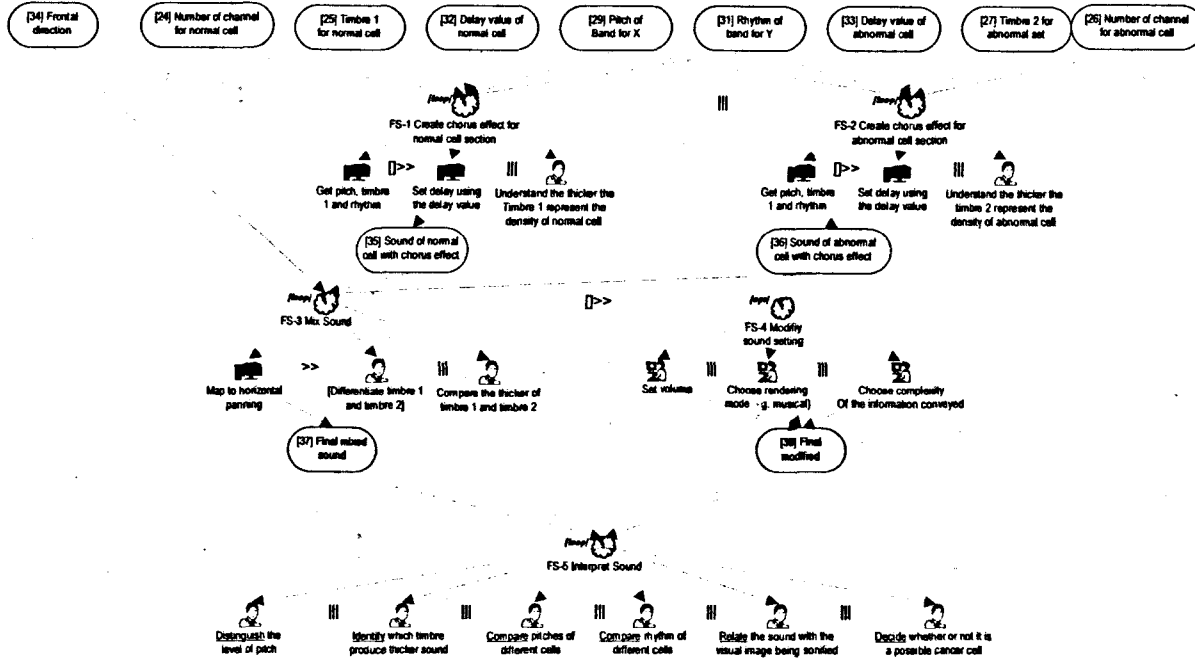 [34] Frontal
direction
[24] Number of channel
for normal cell
[25] Timbre 1
for normal cell
[32] Delay value of
normal cell
[29] Pitch of
Band for X
[31] Rhythm of
band for Y
[33] Delay value of
abnormal cell
[27] Timbre 2 for
abnormal set
[26] Number of channel
for abnormal cell
[loop]
FS-1 Create chorus effect for
normal cell section
|||
[loop]
FS-2 Create chorus effect for
abnormal cell section
Get pitch, timbre
1 and rhythm
[]>>
Set delay using
the delay value
|||
Understand the thicker the
Timbre 1 represent the
density of normal cell
Get pitch, timbre
1 and rhythm
[]>>
Set delay using
the delay value
|||
Understand the thicker the
timbre 2 represent the
density of abnormal cell
[35] Sound of normal
cell with chorus effect
[36] Sound of abnormal
cell with chorus effect
[loop]
FS-3 Mix Sound
[]>>
[opt]
FS-4 Modifiy
sound setting
Map to horizontal
panning
>>
[Differentiate timbre 1
and timbre 2]
|||
Compare the thicker of
timbre 1 and timbre 2
Set volume
|||
Choose rendering
mode g. musical)
|||
Choose complexity
Of the information conveyed
[37] Final mixed
sound
[38] Final
modified
[loop]
FS-5 Interpret Sound
Distinguish the
level of pitch
|||
Identify which timbre
produce thicker sound
|||
Compare pitches of
different cells
|||
Compare rhythm of
different cells
|||
Relate the sound with the
visual image being sonified
|||
Decide whether or not it is
a possible cancer cell